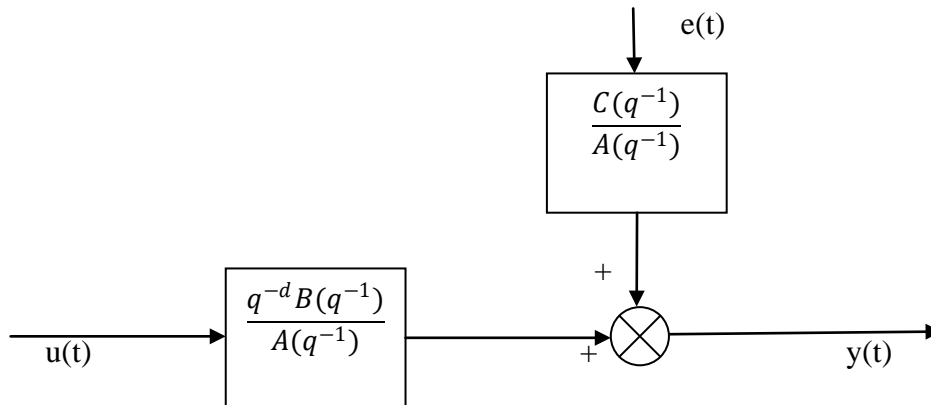 e(t)
C(q⁻¹)
A(q⁻¹)
+
q⁻ᵈ B(q⁻¹)
A(q⁻¹)
+
u(t)
y(t)